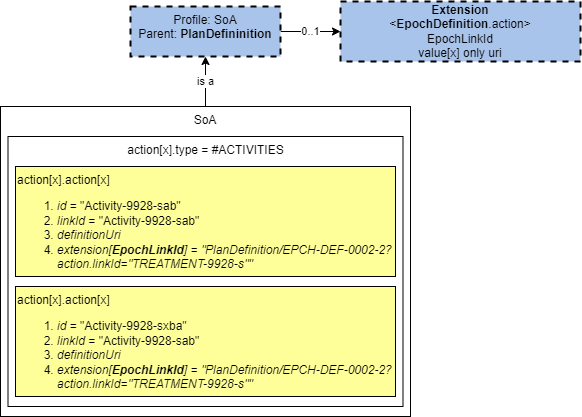 Profile: SoA
Parent: PlanDefininition
0..1
Extension
<EpochDefinition.action>
EpochLinkId
value[x] only uri
is a
SoA
action[x].type = #ACTIVITIES
action[x].action[x]
1. id = "Activity-9928-sab"
2. linkId = "Activity-9928-sab"
3. definitionUri
4. extension[EpochLinkId] = "PlanDefinition/EPCH-DEF-0002-2?
action.linkId="TREATMENT-9928-s'""
action[x].action[x]
1. id = "Activity-9928-sxba"
2. linkId = "Activity-9928-sab"
3. definitionUri
4. extension[EpochLinkId] = "PlanDefinition/EPCH-DEF-0002-2?
action.linkId="TREATMENT-9928-s'""